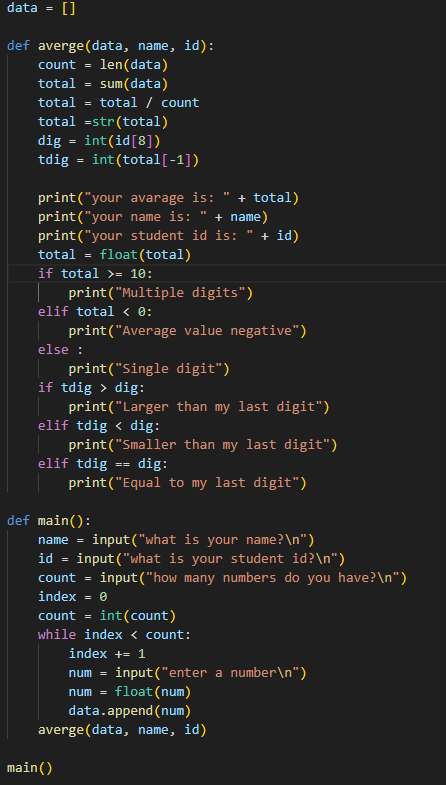 data = []
def averge(data, name, id):
    count = len(data)
    total = sum(data)
    total = total / count
    total =str(total)
    dig = int(id[8])
    tdig = int(total[-1])
    print("your avarage is: " + total)
    print("your name is: " + name)
    print("your student id is: " + id)
    total = float(total)
    if total >= 10:
        print("Multiple digits")
    elif total < 0:
        print("Average value negative")
    else :
        print("Single digit")
    if tdig > dig:
        print("Larger than my last digit")
    elif tdig < dig:
        print("Smaller than my last digit")
    elif tdig == dig:
        print("Equal to my last digit")
def main():
    name = input("what is your name?\n")
    id = input("what is your student id?\n")
    count = input("how many numbers do you have?\n")
    index = 0
    count = int(count)
    while index < count:
        index += 1
        num = input("enter a number\n")
        num = float(num)
        data.append(num)
    averge(data, name, id)
main()